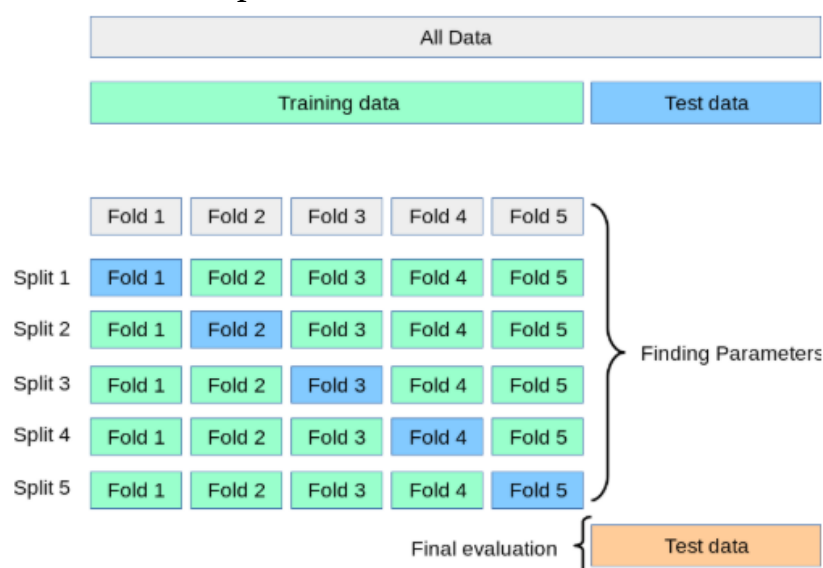 All Data
Training data Test data
Fold 1 Fold 2 Fold 3 Fold 4 Fold 5
Split 1 Fold 1 Fold 2 Fold 3 Fold 4 Fold 5
Split 2 Fold 1 Fold 2 Fold 3 Fold 4 Fold 5
Finding Parameters
Split 3 Fold 1 Fold 2 Fold 3 Fold 4 Fold 5
Split 4 Fold 1 Fold 2 Fold 3 Fold 4 Fold 5
Split 5 Fold 1 Fold 2 Fold 3 Fold 4 Fold 5
Final evaluation Test data